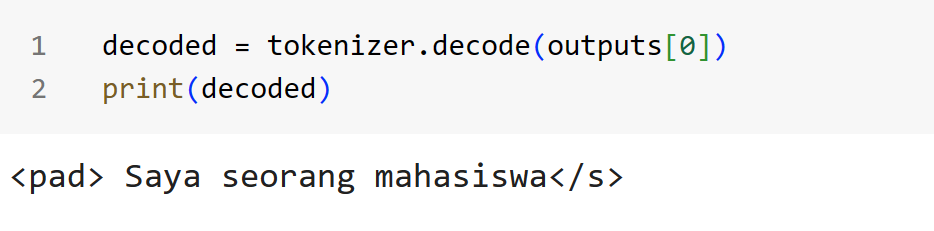 1 decoded = tokenizer.decode(outputs[0])
2 print(decoded)
<pad> Saya seorang mahasiswa</s>